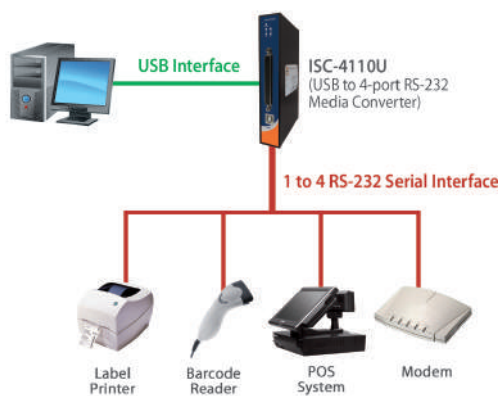 USB Interface
ISC-4110U
(USB to 4-port RS-232
Media Converter)
1 to 4 RS-232 Serial Interface
Label
Printer
Barcode
Reader
POS
System
Modem